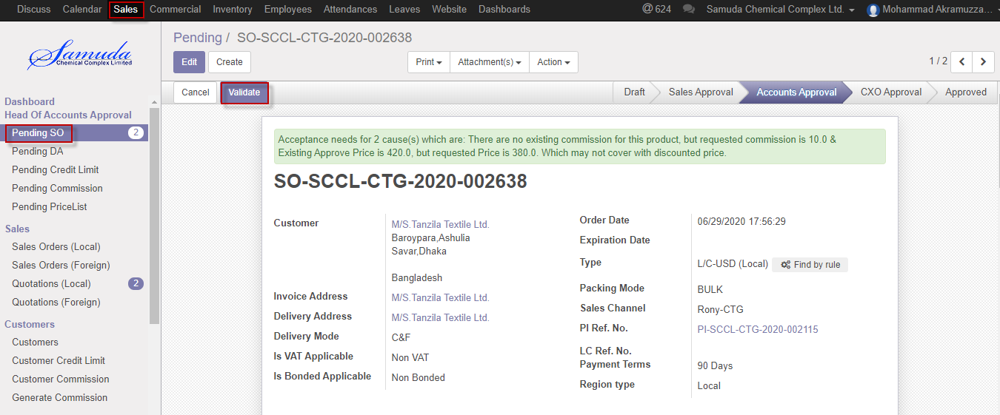 Discuss Calendar Sales Commercial Inventory Employees Attendances Leaves Website Dashboards @ 624 Samuda Chemical Complex Ltd. Mohammad Akramuzza...
Samuda
Chemical Complex Limited
Dashboard
Head Of Accounts Approval
Pending SO 2
Pending DA
Pending Credit Limit
Pending Commission
Pending PriceList
Sales
Sales Orders (Local)
Sales Orders (Foreign)
Quotations (Local) 2
Quotations (Foreign)
Customers
Customers
Customer Credit Limit
Customer Commission
Generate Commission
Pending / SO-SCCL-CTG-2020-002638
Edit Create Print Attachment(s) Action 1 / 2
Cancel Validate Draft Sales Approval Accounts Approval CXO Approval Approved
Acceptance needs for 2 cause(s) which are: There are no existing commission for this product, but requested commission is 10.0 &
Existing Approve Price is 420.0, but requested Price is 380.0. Which may not cover with discounted price.
SO-SCCL-CTG-2020-002638
Customer M/S.Tanzila Textile Ltd.
Baroypara,Ashulia
Savar,Dhaka
Bangladesh
Invoice Address M/S.Tanzila Textile Ltd.
Delivery Address M/S.Tanzila Textile Ltd.
Delivery Mode C&F
Is VAT Applicable Non VAT
Is Bonded Applicable Non Bonded
Order Date 06/29/2020 17:56:29
Expiration Date
Type L/C-USD (Local) Find by rule
Packing Mode BULK
Sales Channel Rony-CTG
PI Ref. No. PI-SCCL-CTG-2020-002115
LC Ref. No.
Payment Terms 90 Days
Region type Local